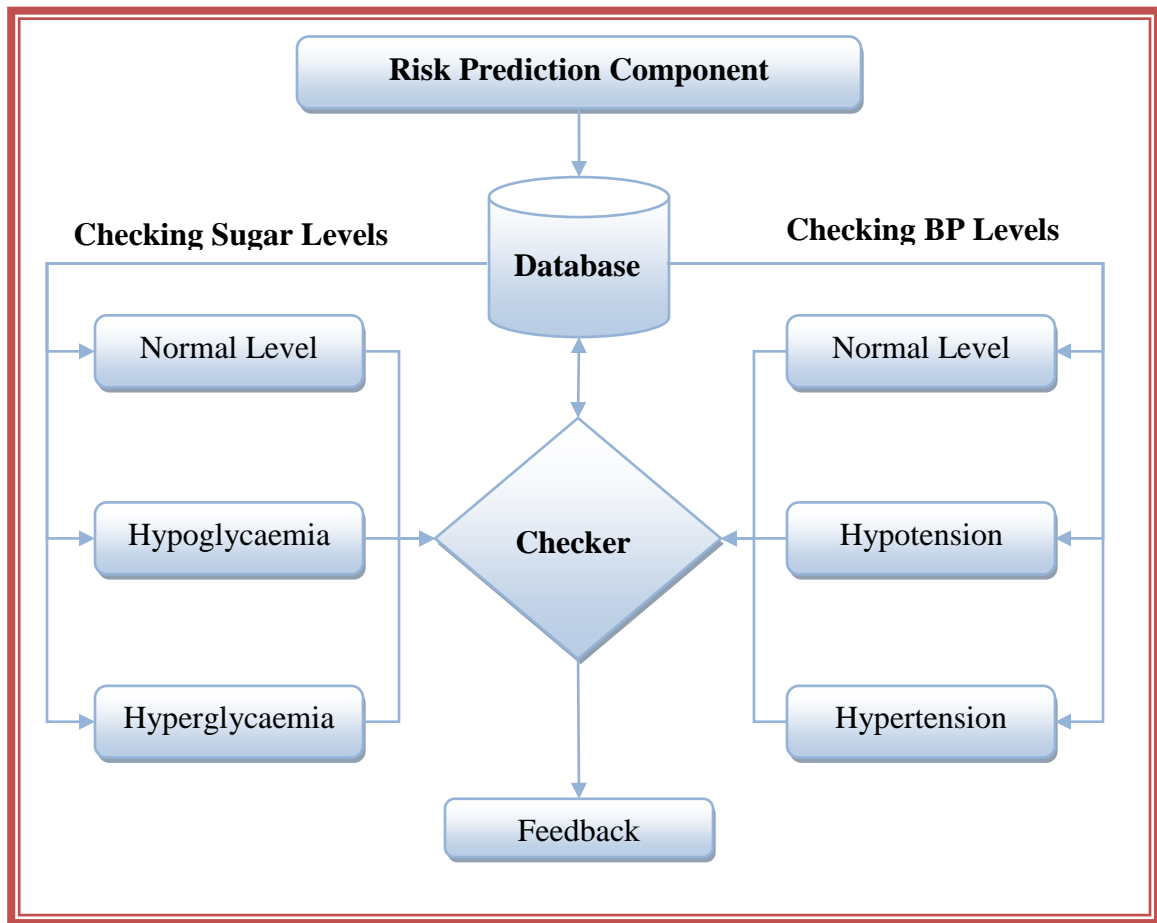 Risk Prediction Component
Checking Sugar Levels
Checking BP Levels
Database
Normal Level
Normal Level
Hypoglycaemia
Checker
Hypotension
Hyperglycaemia
Hypertension
Feedback